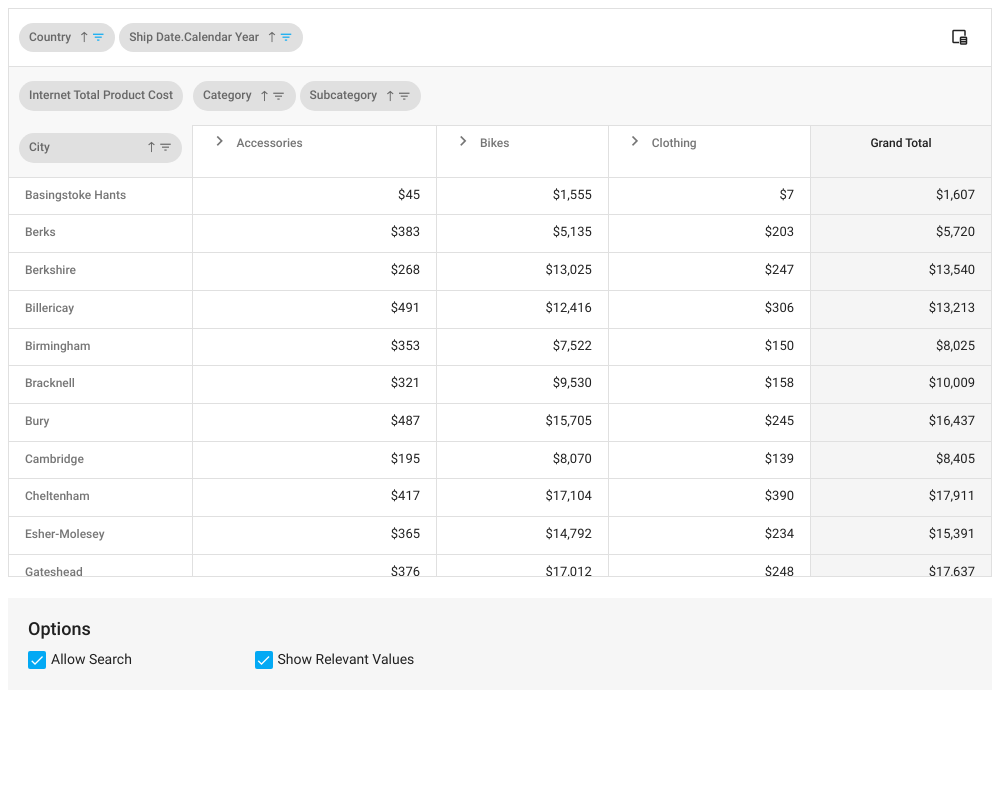 Country Ship Date.Calendar Year
Internet Total Product Cost Category Subcategory
City Accessories Bikes Clothing Grand Total
Basingstoke Hants $45 $1,555 $7 $1,607
Berks $383 $5,135 $203 $5,720
Berkshire $268 $13,025 $247 $13,540
Billericay $491 $12,416 $306 $13,213
Birmingham $353 $7,522 $150 $8,025
Bracknell $321 $9,530 $158 $10,009
Bury $487 $15,705 $245 $16,437
Cambridge $195 $8,070 $139 $8,405
Cheltenham $417 $17,104 $390 $17,911
Esher-Molesey $365 $14,792 $234 $15,391
Gateshead $376 $17,012 $248 $17,637
Options
Allow Search Show Relevant Values